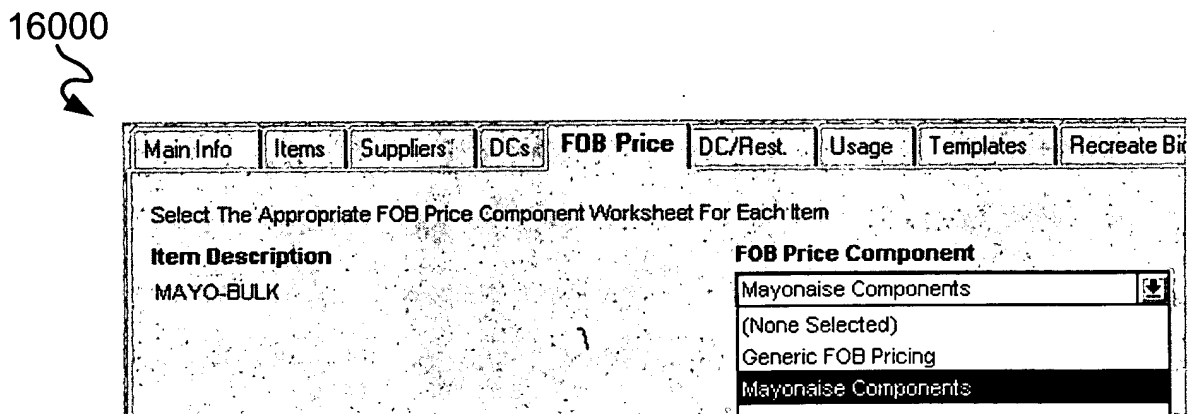 16000
Main Info Items Suppliers DCs FOB Price DC/Rest. Usage Templates Recreate Bid
Select The Appropriate FOB Price Component Worksheet For Each Item
Item Description FOB Price Component
MAYO-BULK Mayonaise Components
(None Selected)
Generic FOB Pricing
Mayonaise Components